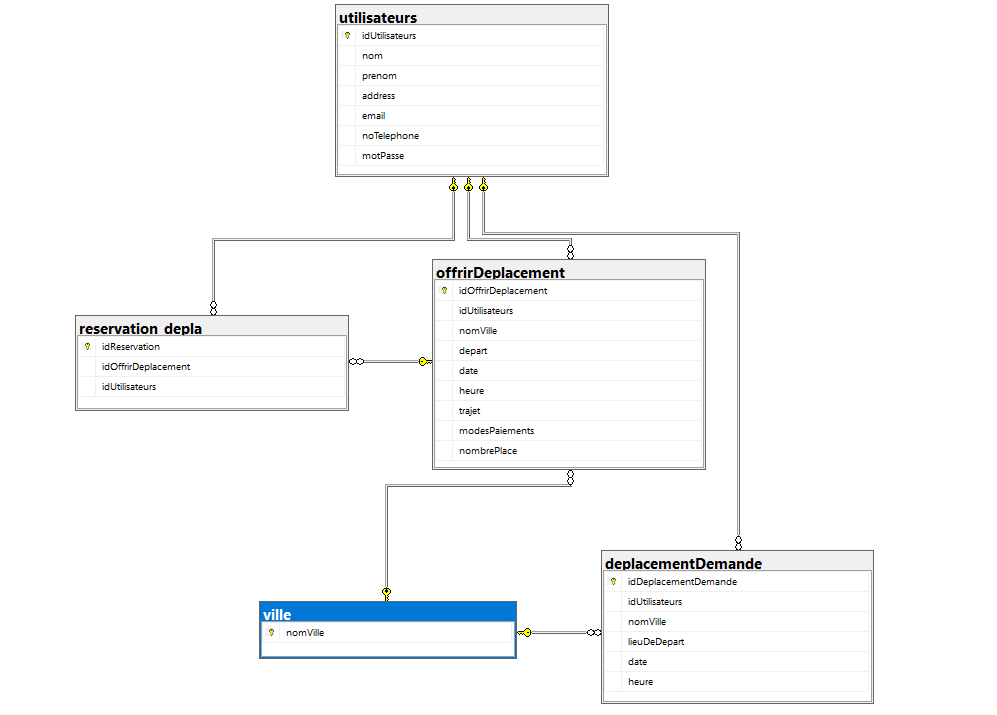 utilisateurs
idUtilisateurs
nom
prenom
address
email
noTelephone
motPasse
offrirDeplacement
idOffrirDeplacement
idUtilisateurs
nomVille
depart
date
heure
trajet
modesPaiements
nombrePlace
reservation_depla
idReservation
idOffrirDeplacement
idUtilisateurs
ville
nomVille
deplacementDemande
idDeplacementDemande
idUtilisateurs
nomVille
lieuDeDepart
date
heure